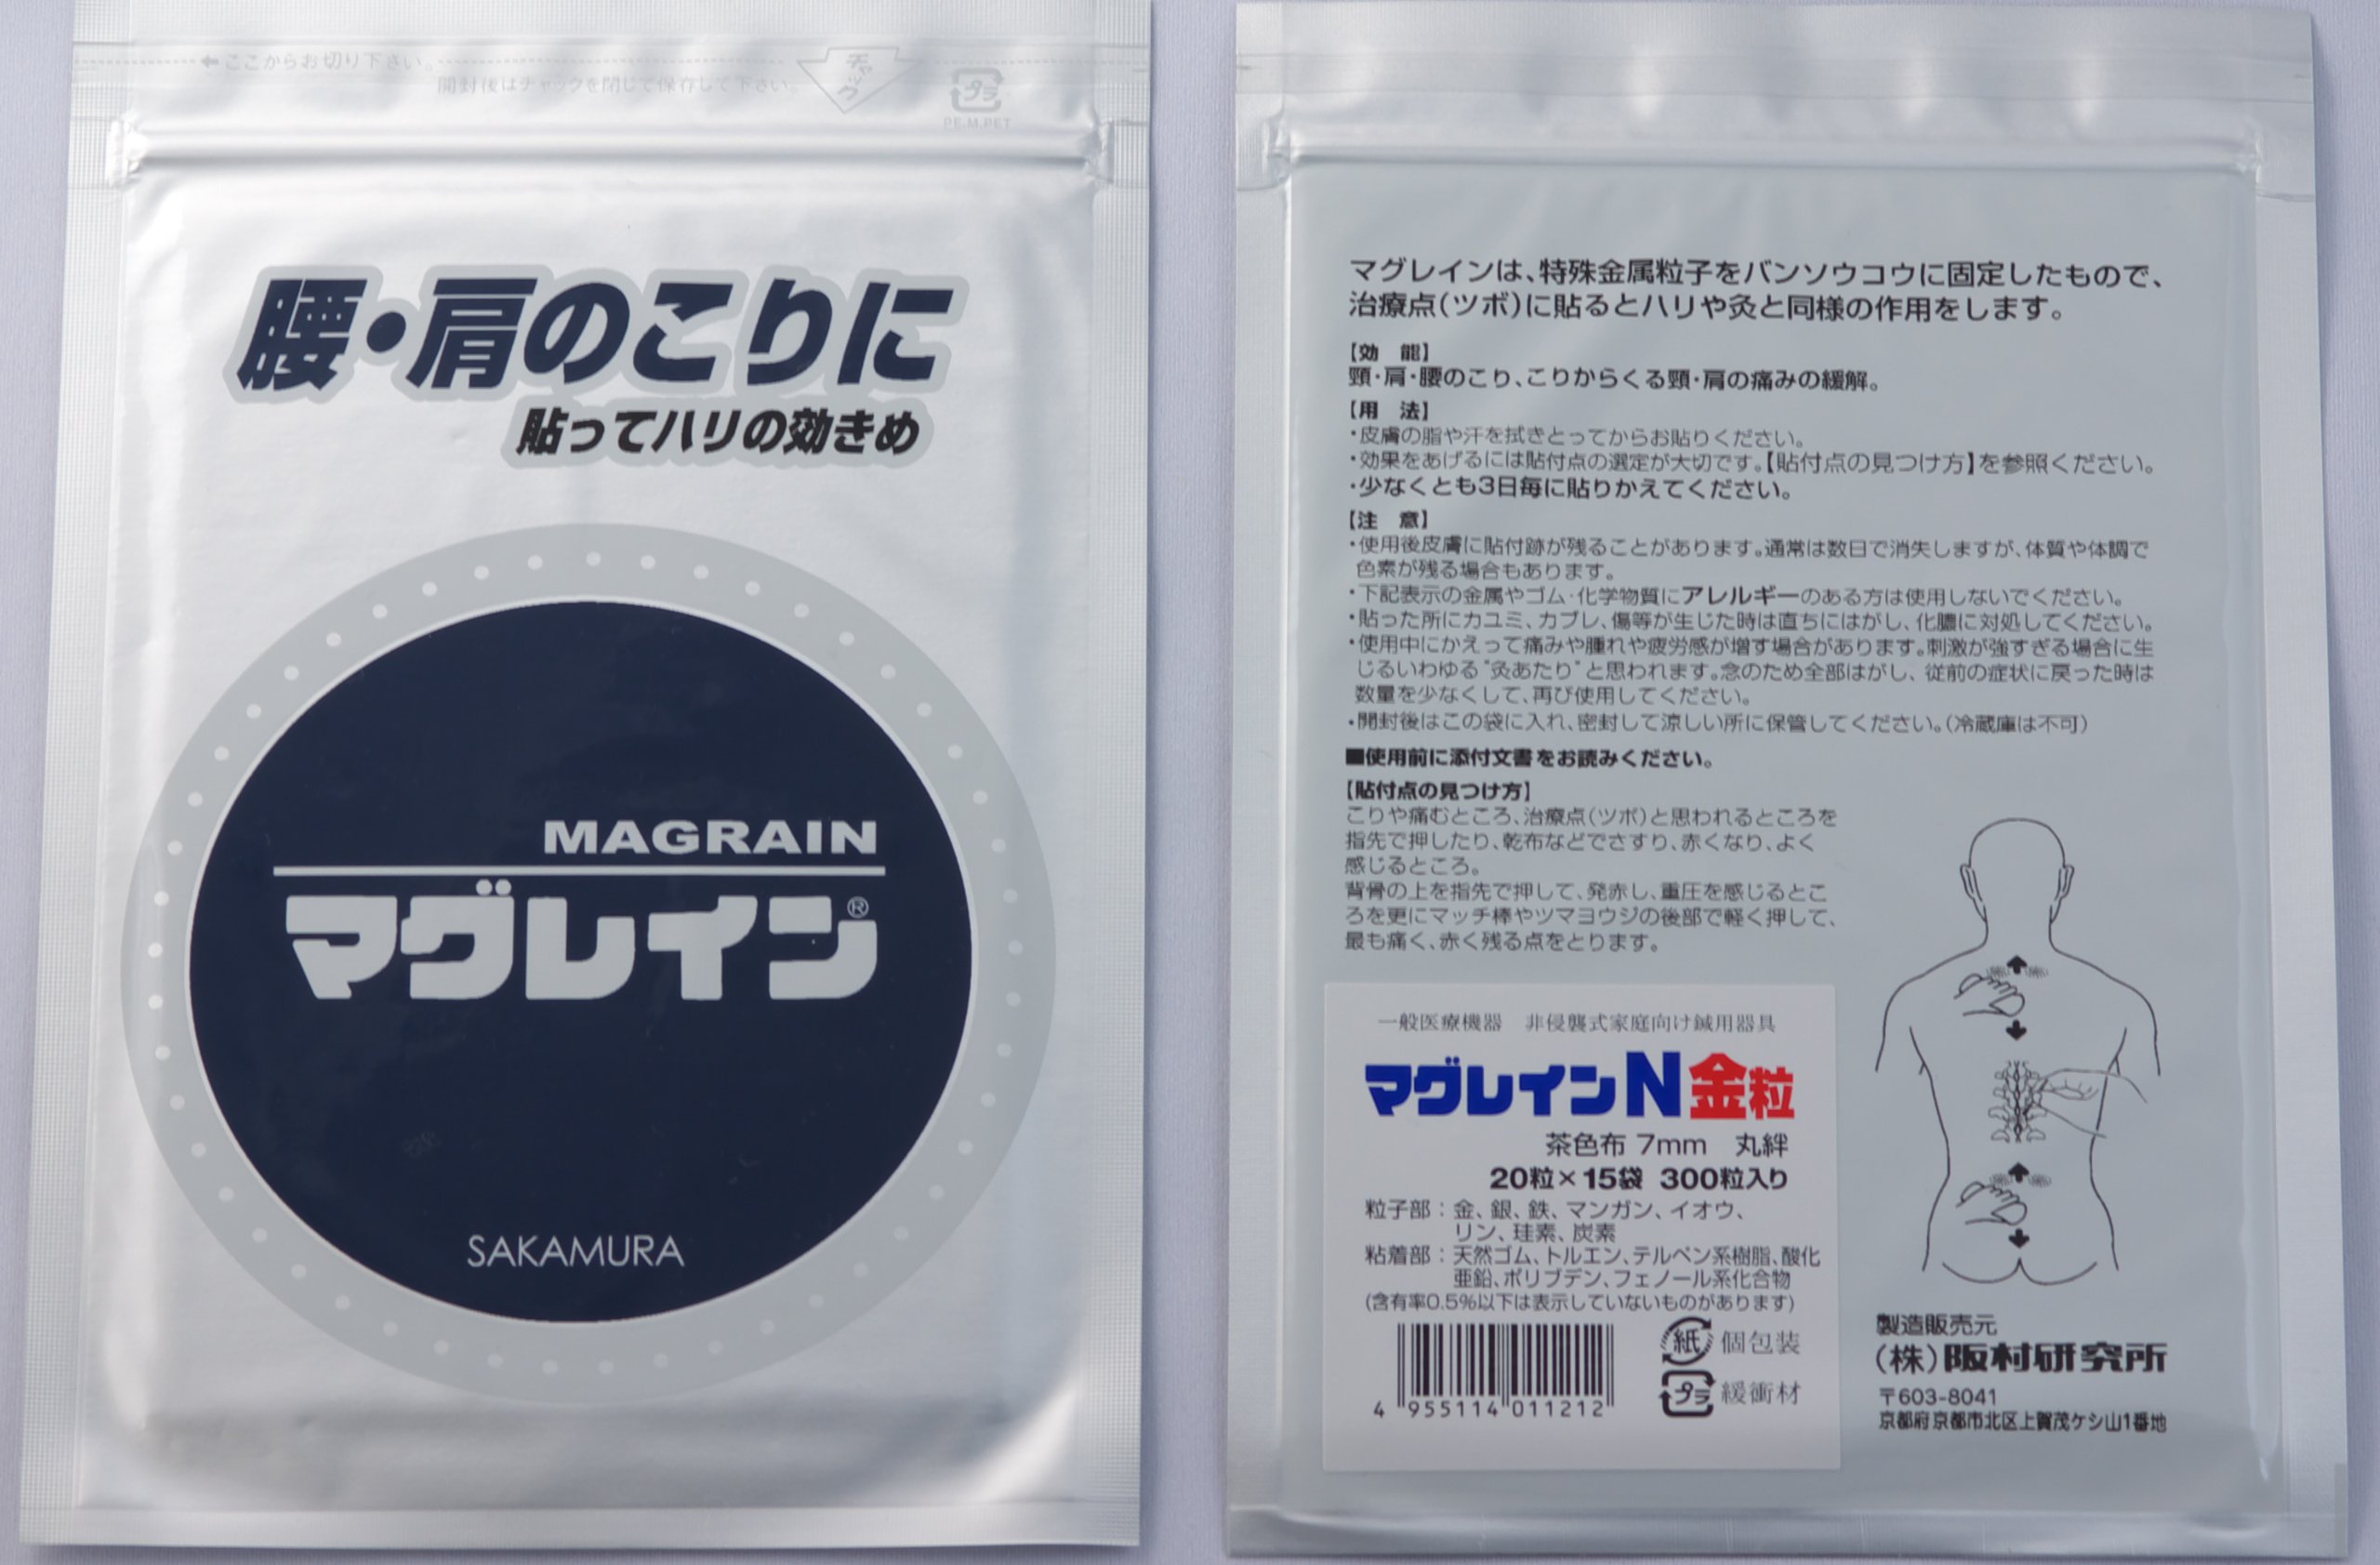 ←ここからお切り下さい。
開封後はチャックを閉じて保存して下さい。
チャック
プラ
PE.M.PET
腰・肩のこりに
貼ってハリの効きめ
MAGRAIN
マグレイン®
SAKAMURA
マグレインは、特殊金属粒子をバンソウコウに固定したもので、
治療点(ツボ)に貼るとハリや灸と同様の作用をします。
【効　能】
頸・肩・腰のこり、こりからくる頸・肩の痛みの緩解。
【用　法】
・皮膚の脂や汗を拭きとってからお貼りください。
・効果をあげるには貼付点の選定が大切です。【貼付点の見つけ方】を参照ください。
・少なくとも3日毎に貼りかえてください。
【注　意】
・使用後皮膚に貼付跡が残ることがあります。通常は数日で消失しますが、体質や体調で
色素が残る場合もあります。
・下記表示の金属やゴム・化学物質にアレルギーのある方は使用しないでください。
・貼った所にカユミ、カブレ、傷等が生じた時は直ちにはがし、化膿に対処してください。
・使用中にかえって痛みや腫れや疲労感が増す場合があります。刺激が強すぎる場合に生
じるいわゆる"灸あたり"と思われます。念のため全部はがし、従前の症状に戻った時は
数量を少なくして、再び使用してください。
・開封後はこの袋に入れ、密封して涼しい所に保管してください。(冷蔵庫は不可)
■使用前に添付文書をお読みください。
【貼付点の見つけ方】
こりや痛むところ、治療点(ツボ)と思われるところを
指先で押したり、乾布などでさすり、赤くなり、よく
感じるところ。
背骨の上を指先で押して、発赤し、重圧を感じるとこ
ろを更にマッチ棒やツマヨウジの後部で軽く押して、
最も痛く、赤く残る点をとります。
一般医療機器　非侵襲式家庭向け鍼用器具
マグレインN金粒
茶色布 7mm　丸絆
20粒×15袋 300粒入り
粒子部：金、銀、鉄、マンガン、イオウ、
リン、珪素、炭素
粘着部：天然ゴム、トルエン、テルペン系樹脂、酸化
亜鉛、ポリブデン、フェノール系化合物
(含有率0.5%以下は表示していないものがあります)
4 955114 011212
紙 個包装
プラ 緩衝材
製造販売元
(株)阪村研究所
〒603-8041
京都府京都市北区上賀茂ケシ山1番地